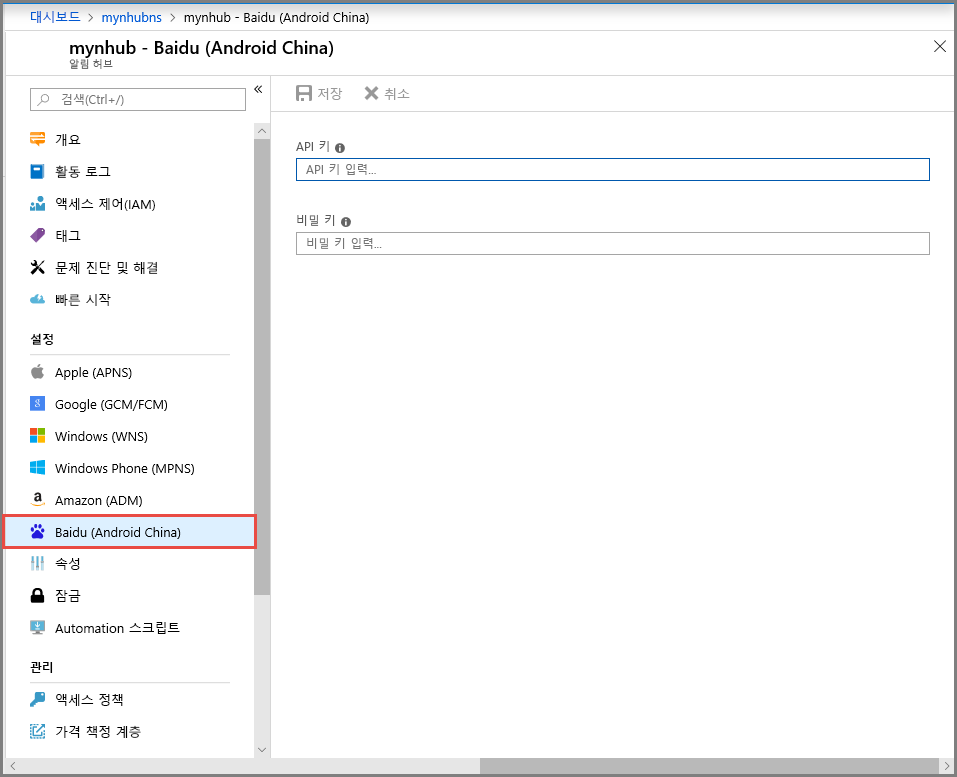 대시보드 > mynhubns > mynhub - Baidu (Android China)
mynhub - Baidu (Android China)
알림 허브
검색(Ctrl+/)
개요
활동 로그
액세스 제어(IAM)
태그
문제 진단 및 해결
빠른 시작
설정
Apple (APNS)
Google (GCM/FCM)
Windows (WNS)
Windows Phone (MPNS)
Amazon (ADM)
Baidu (Android China)
속성
잠금
Automation 스크립트
관리
액세스 정책
가격 책정 계층
저장 취소
API 키
API 키 입력...
비밀 키
비밀 키 입력...